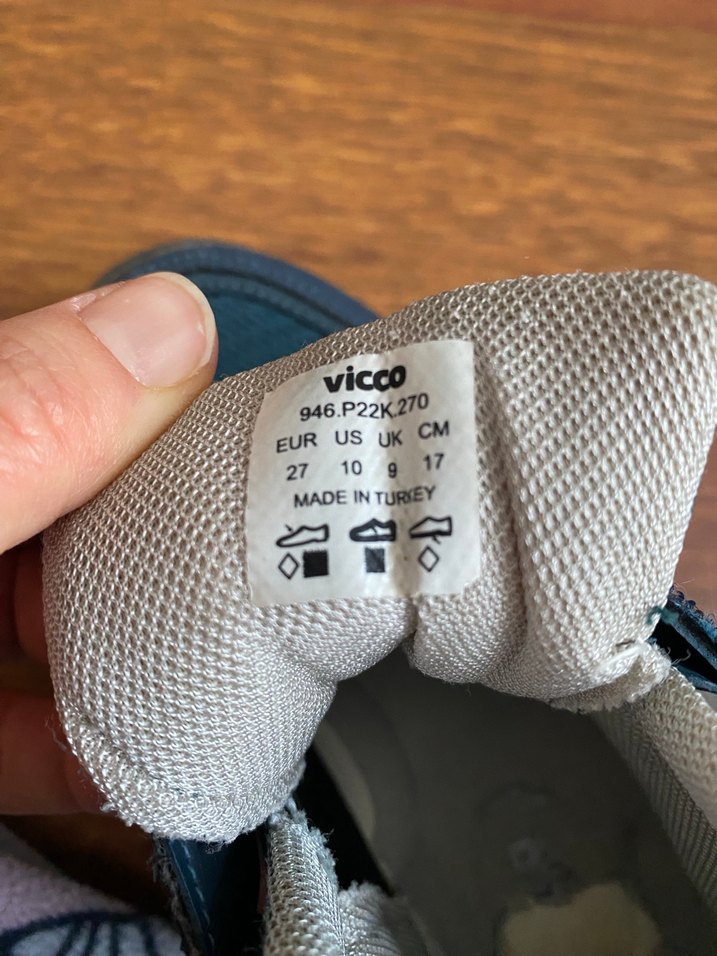 vicco
946.P22K.270
EUR US UK CM
27 10 9 17
MADE IN TURKEY